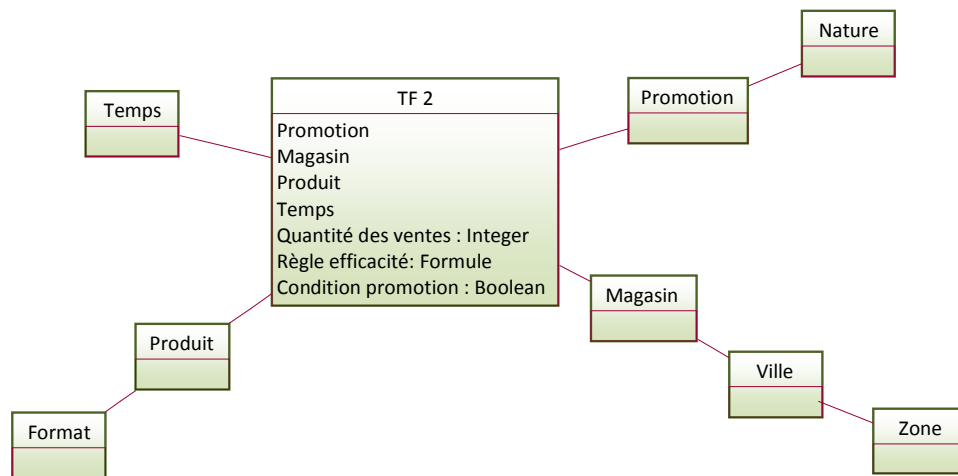 Nature
TF 2
Promotion
Temps
Promotion
Magasin
Produit
Temps
Quantité des ventes : Integer
Règle efficacité: Formule
Condition promotion : Boolean
Magasin
Produit
Ville
Format
Zone